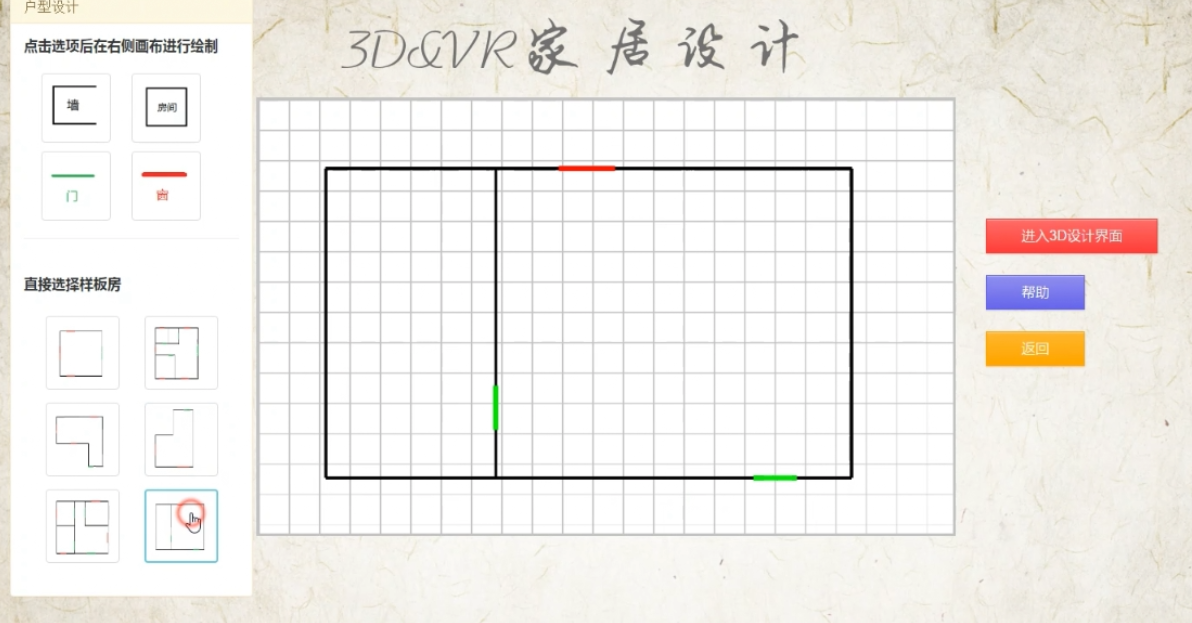 户型设计
3D&VR家居设计
点击选项后在右侧画布进行绘制
墙
房间
门
窗
直接选择样板房
进入3D设计界面
帮助
返回